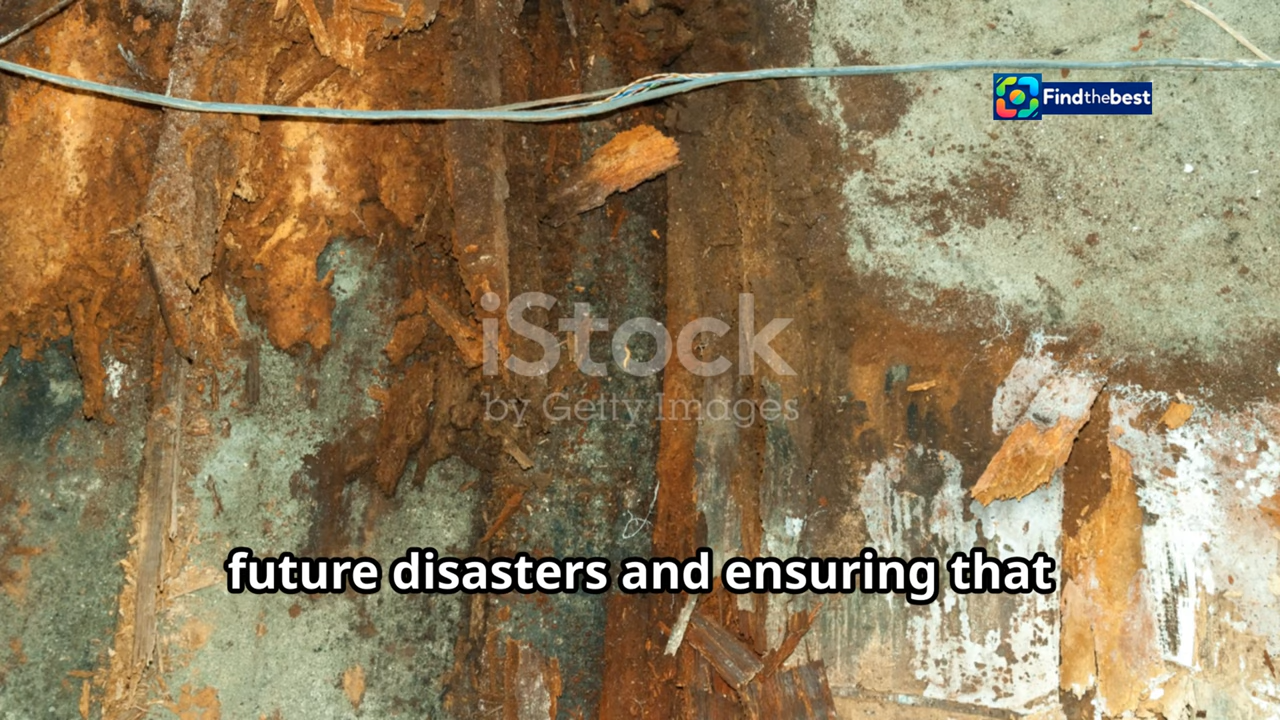 Findthebest
iStock
by Getty Images
future disasters and ensuring that